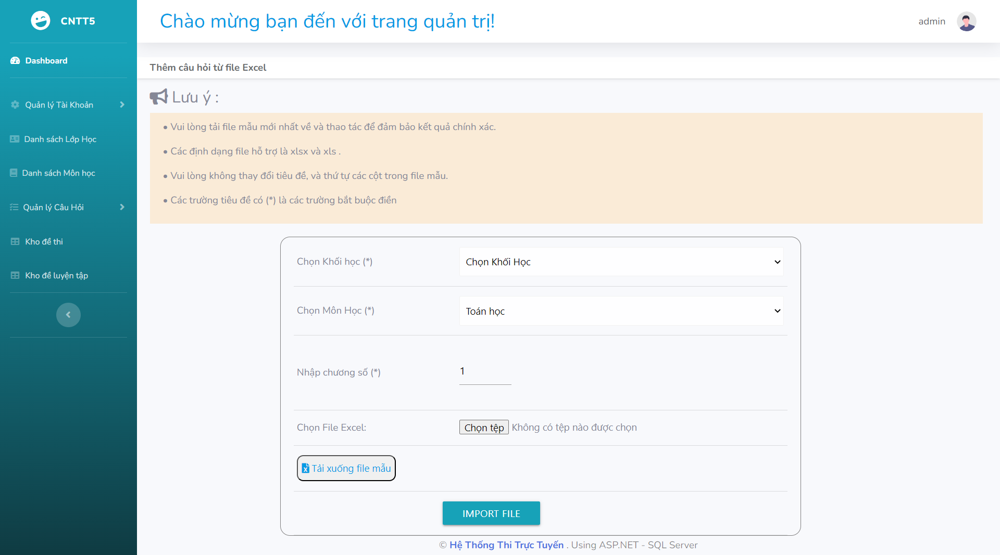 CNTT5
Chào mừng bạn đến với trang quản trị!
admin
Dashboard
Quản lý Tài Khoản
Danh sách Lớp Học
Danh sách Môn học
Quản lý Câu Hỏi
Kho đề thi
Kho đề luyện tập
Thêm câu hỏi từ file Excel
Lưu ý :
• Vui lòng tải file mẫu mới nhất về và thao tác để đảm bảo kết quả chính xác.
• Các định dạng file hỗ trợ là xlsx và xls .
• Vui lòng không thay đổi tiêu đề, và thứ tự các cột trong file mẫu.
• Các trường tiêu đề có (*) là các trường bắt buộc điền
Chọn Khối học (*)
Chọn Khối Học
Chọn Môn Học (*)
Toán học
Nhập chương số (*)
1
Chọn File Excel:
Chọn tệp Không có tệp nào được chọn
Tải xuống file mẫu
IMPORT FILE
© Hệ Thống Thi Trực Tuyến . Using ASP.NET - SQL Server